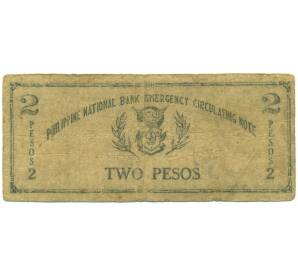 2 PHILIPPINE NATIONAL BANK EMERGENCY CIRCULATING NOTE 2
PESOS PESOS
2 TWO PESOS 2